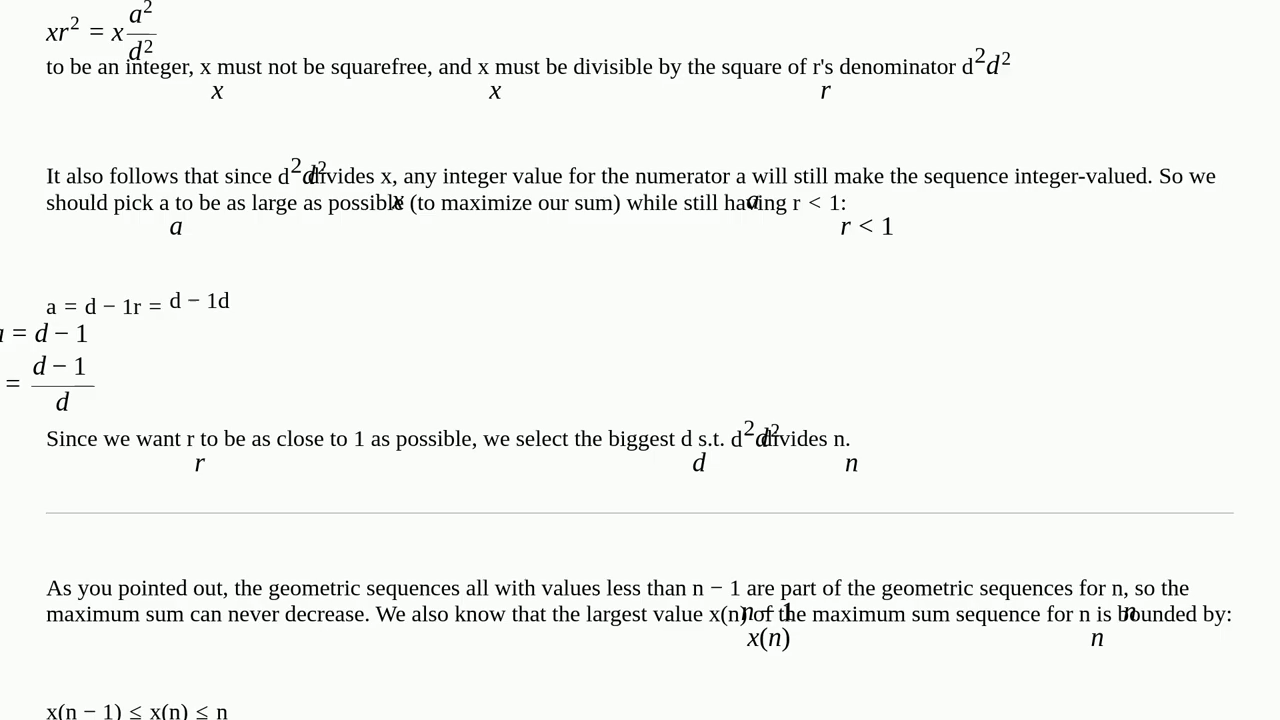 xr² = x a²/d²
to be an integer, x must not be squarefree, and x must be divisible by the square of r's denominator d²d²
x x r
It also follows that since d²d² divides x, any integer value for the numerator a will still make the sequence integer-valued. So we
x a
should pick a to be as large as possible (to maximize our sum) while still having r < 1:
a r < 1
a = d − 1r = d − 1d
a = d − 1
= d − 1
d
Since we want r to be as close to 1 as possible, we select the biggest d s.t. d²d² divides n.
r d n
As you pointed out, the geometric sequences all with values less than n − 1 are part of the geometric sequences for n, so the
n − 1 n
maximum sum can never decrease. We also know that the largest value x(n) of the maximum sum sequence for n is bounded by:
x(n) n
x(n − 1) ≤ x(n) ≤ n